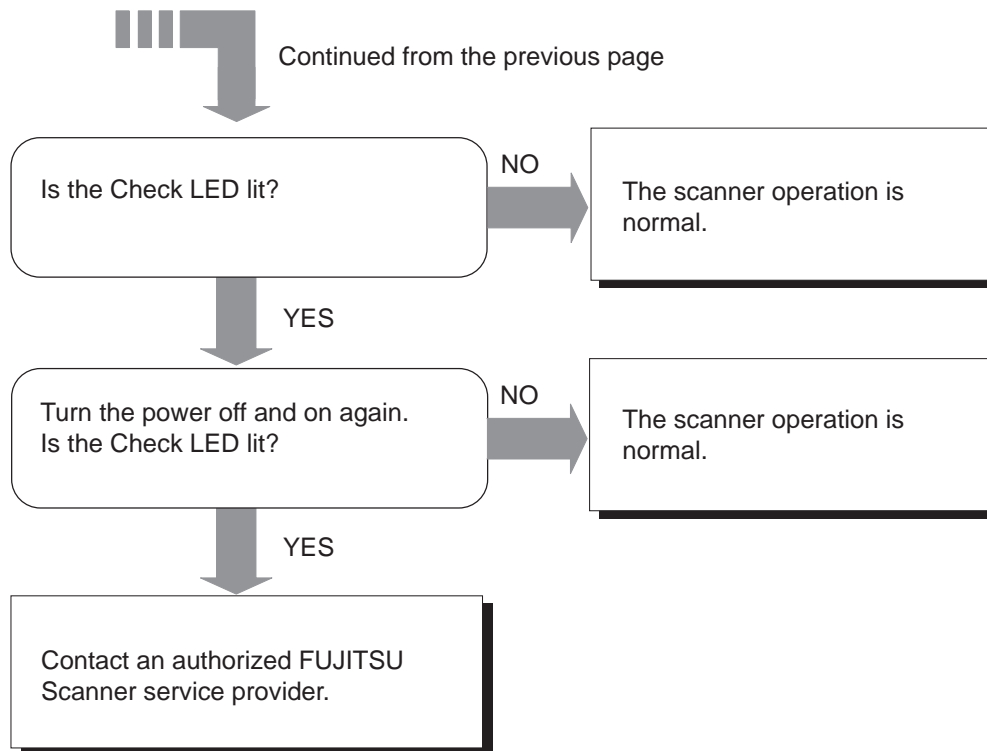 Continued from the previous page
Is the Check LED lit?
NO
The scanner operation is
normal.
YES
Turn the power off and on again.
Is the Check LED lit?
NO
The scanner operation is
normal.
YES
Contact an authorized FUJITSU
Scanner service provider.